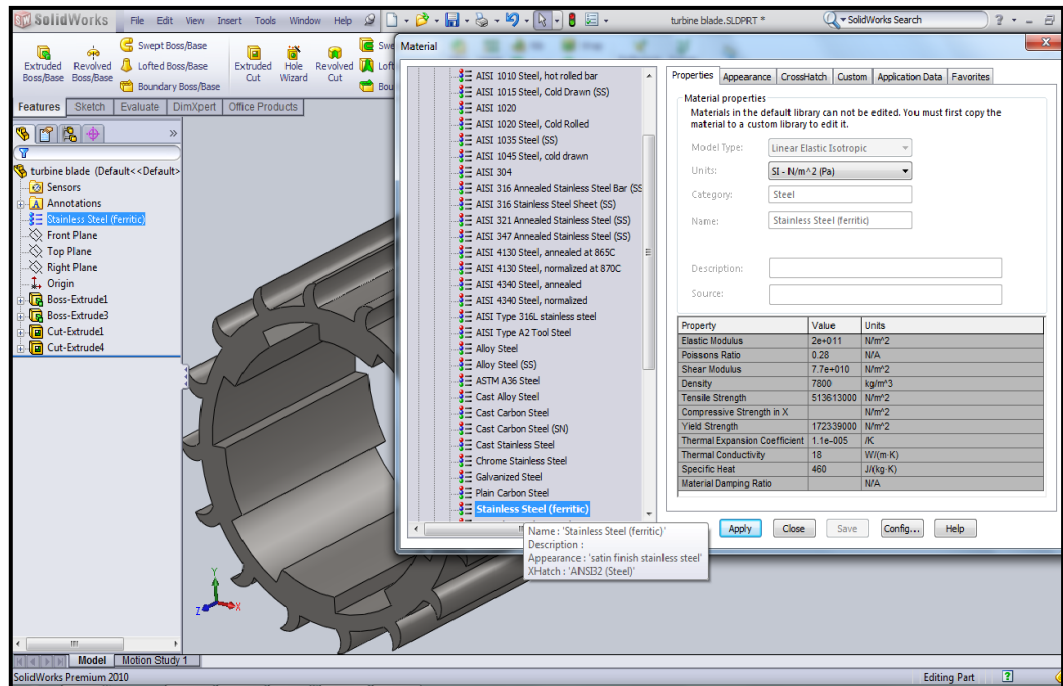 SolidWorks File Edit View Insert Tools Window Help turbine blade.SLDPRT * SolidWorks Search
Extruded Boss/Base
Revolved Boss/Base
Swept Boss/Base
Lofted Boss/Base
Boundary Boss/Base
Extruded Cut
Hole Wizard
Revolved Cut
Swe
Loft
Bou
Features Sketch Evaluate DimXpert Office Products
turbine blade (Default<<Default>
Sensors
Annotations
Stainless Steel (ferritic)
Front Plane
Top Plane
Right Plane
Origin
Boss-Extrude1
Boss-Extrude3
Cut-Extrude1
Cut-Extrude4
Material
AISI 1010 Steel, hot rolled bar
AISI 1015 Steel, Cold Drawn (SS)
AISI 1020
AISI 1020 Steel, Cold Rolled
AISI 1035 Steel (SS)
AISI 1045 Steel, cold drawn
AISI 304
AISI 316 Annealed Stainless Steel Bar (SS
AISI 316 Stainless Steel Sheet (SS)
AISI 321 Annealed Stainless Steel (SS)
AISI 347 Annealed Stainless Steel (SS)
AISI 4130 Steel, annealed at 865C
AISI 4130 Steel, normalized at 870C
AISI 4340 Steel, annealed
AISI 4340 Steel, normalized
AISI Type 316L stainless steel
AISI Type A2 Tool Steel
Alloy Steel
Alloy Steel (SS)
ASTM A36 Steel
Cast Alloy Steel
Cast Carbon Steel
Cast Carbon Steel (SN)
Cast Stainless Steel
Chrome Stainless Steel
Galvanized Steel
Plain Carbon Steel
Stainless Steel (ferritic)
Name : 'Stainless Steel (ferritic)'
Description :
Appearance : 'satin finish stainless steel'
XHatch : 'ANSI32 (Steel)'
Properties Appearance CrossHatch Custom Application Data Favorites
Material properties
Materials in the default library can not be edited. You must first copy the
material to a custom library to edit it.
Model Type: Linear Elastic Isotropic
Units: SI - N/m^2 (Pa)
Category: Steel
Name: Stainless Steel (ferritic)
Description:
Source:
Property Value Units
Elastic Modulus 2e+011 N/m^2
Poissons Ratio 0.28 N/A
Shear Modulus 7.7e+010 N/m^2
Density 7800 kg/m^3
Tensile Strength 513613000 N/m^2
Compressive Strength in X N/m^2
Yield Strength 172339000 N/m^2
Thermal Expansion Coefficient 1.1e-005 /K
Thermal Conductivity 18 W/(m·K)
Specific Heat 460 J/(kg·K)
Material Damping Ratio N/A
Apply Close Save Config... Help
Y
Z X
Model Motion Study 1
SolidWorks Premium 2010 Editing Part